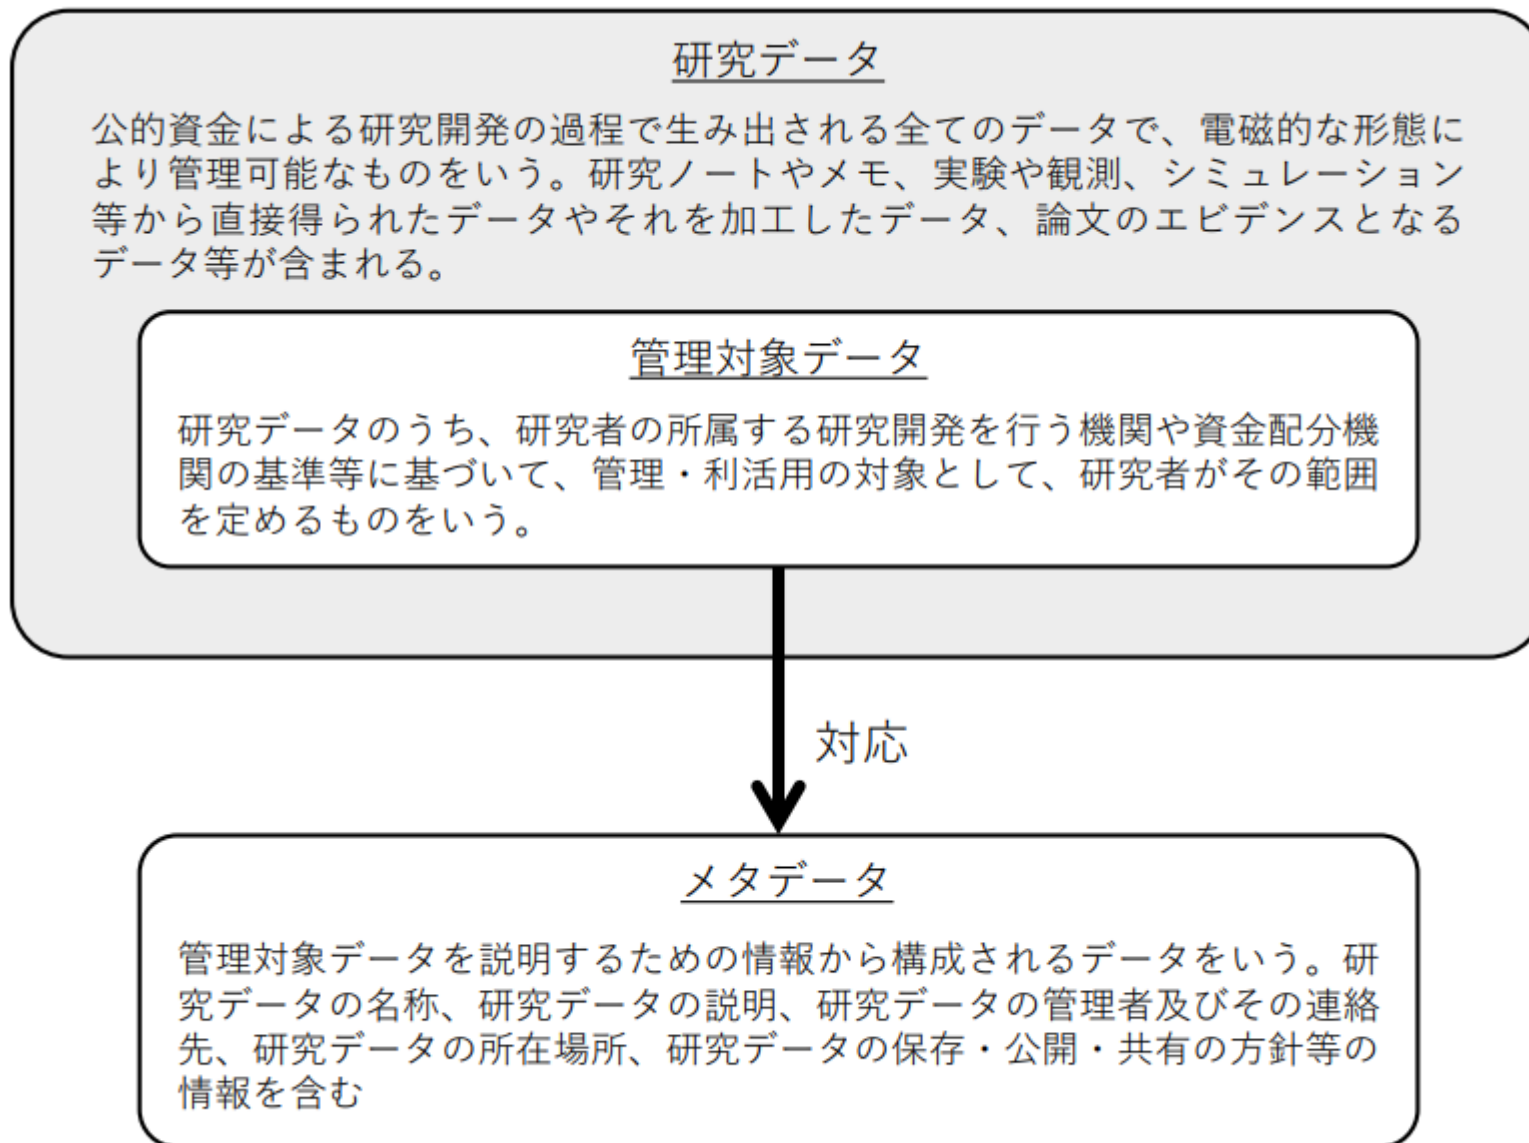 研究データ
公的資金による研究開発の過程で生み出される全てのデータで、電磁的な形態に
より管理可能なものをいう。研究ノートやメモ、実験や観測、シミュレーション
等から直接得られたデータやそれを加工したデータ、論文のエビデンスとなる
データ等が含まれる。
管理対象データ
研究データのうち、研究者の所属する研究開発を行う機関や資金配分機
関の基準等に基づいて、管理・利活用の対象として、研究者がその範囲
を定めるものをいう。
対応
メタデータ
管理対象データを説明するための情報から構成されるデータをいう。研
究データの名称、研究データの説明、研究データの管理者及びその連絡
先、研究データの所在場所、研究データの保存・公開・共有の方針等の
情報を含む